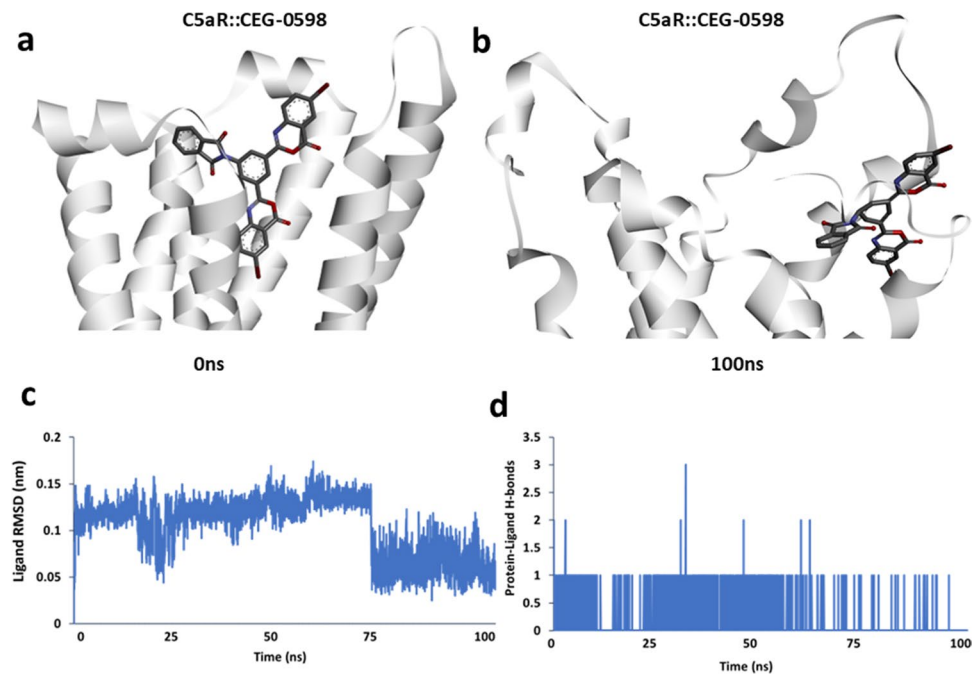 C5aR::CEG-0598
C5aR::CEG-0598
a
b
0ns
100ns
c
d
0.2
0.15
0.1
0.05
0
Ligand RMSD (nm)
0 25 50 75 100
Time (ns)
3.5
3
2.5
2
1.5
1
0.5
0
Protein-Ligand H-bonds
0 25 50 75 100
Time (ns)